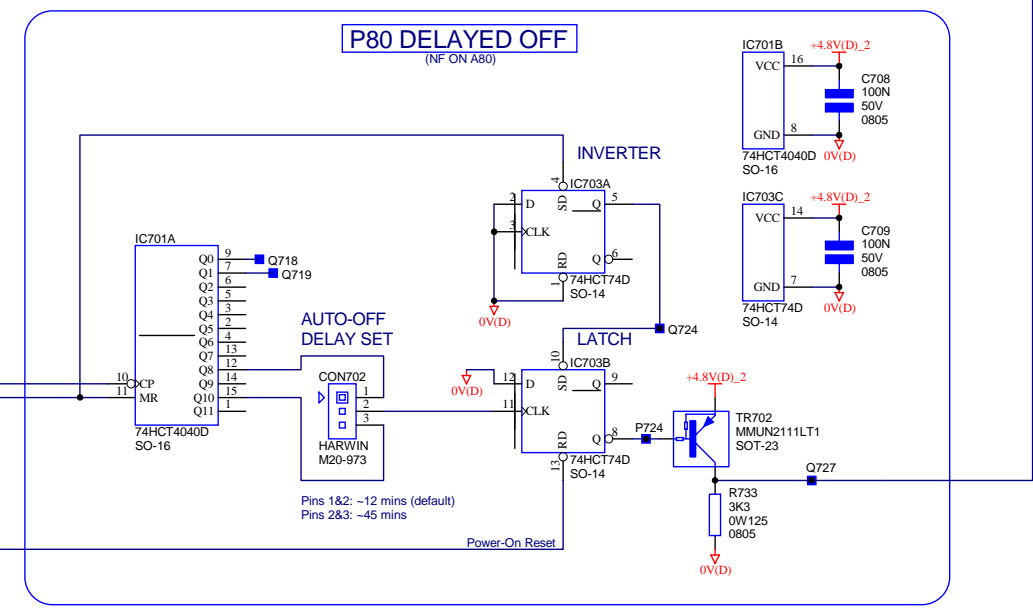 P80 DELAYED OFF
(NF ON A80)
IC701B
+4.8V(D)_2
VCC
16
C708
100N
50V
0805
GND
8
74HCT4040D
0V(D)
SO-16
INVERTER
4
IC703A
2
D
SD
Q
5
3
CLK
Q
6
RD
1
74HCT74D
SO-14
0V(D)
IC703C
+4.8V(D)_2
VCC
14
C709
100N
50V
0805
GND
7
74HCT74D
0V(D)
SO-14
IC701A
Q0
9
Q718
Q1
7
Q719
Q2
6
Q3
5
Q4
3
Q5
2
Q6
4
Q7
13
Q8
12
Q9
14
Q10
15
Q11
1
10
CP
11
MR
74HCT4040D
SO-16
AUTO-OFF
DELAY SET
CON702
1
2
3
HARWIN
M20-973
Pins 1&2: ~12 mins (default)
Pins 2&3: ~45 mins
Q724
LATCH
10
IC703B
0V(D)
12
D
SD
Q
9
11
CLK
Q
8
RD
13
74HCT74D
SO-14
P724
+4.8V(D)_2
TR702
MMUN2111LT1
SOT-23
Q727
R733
3K3
0W125
0805
0V(D)
Power-On Reset